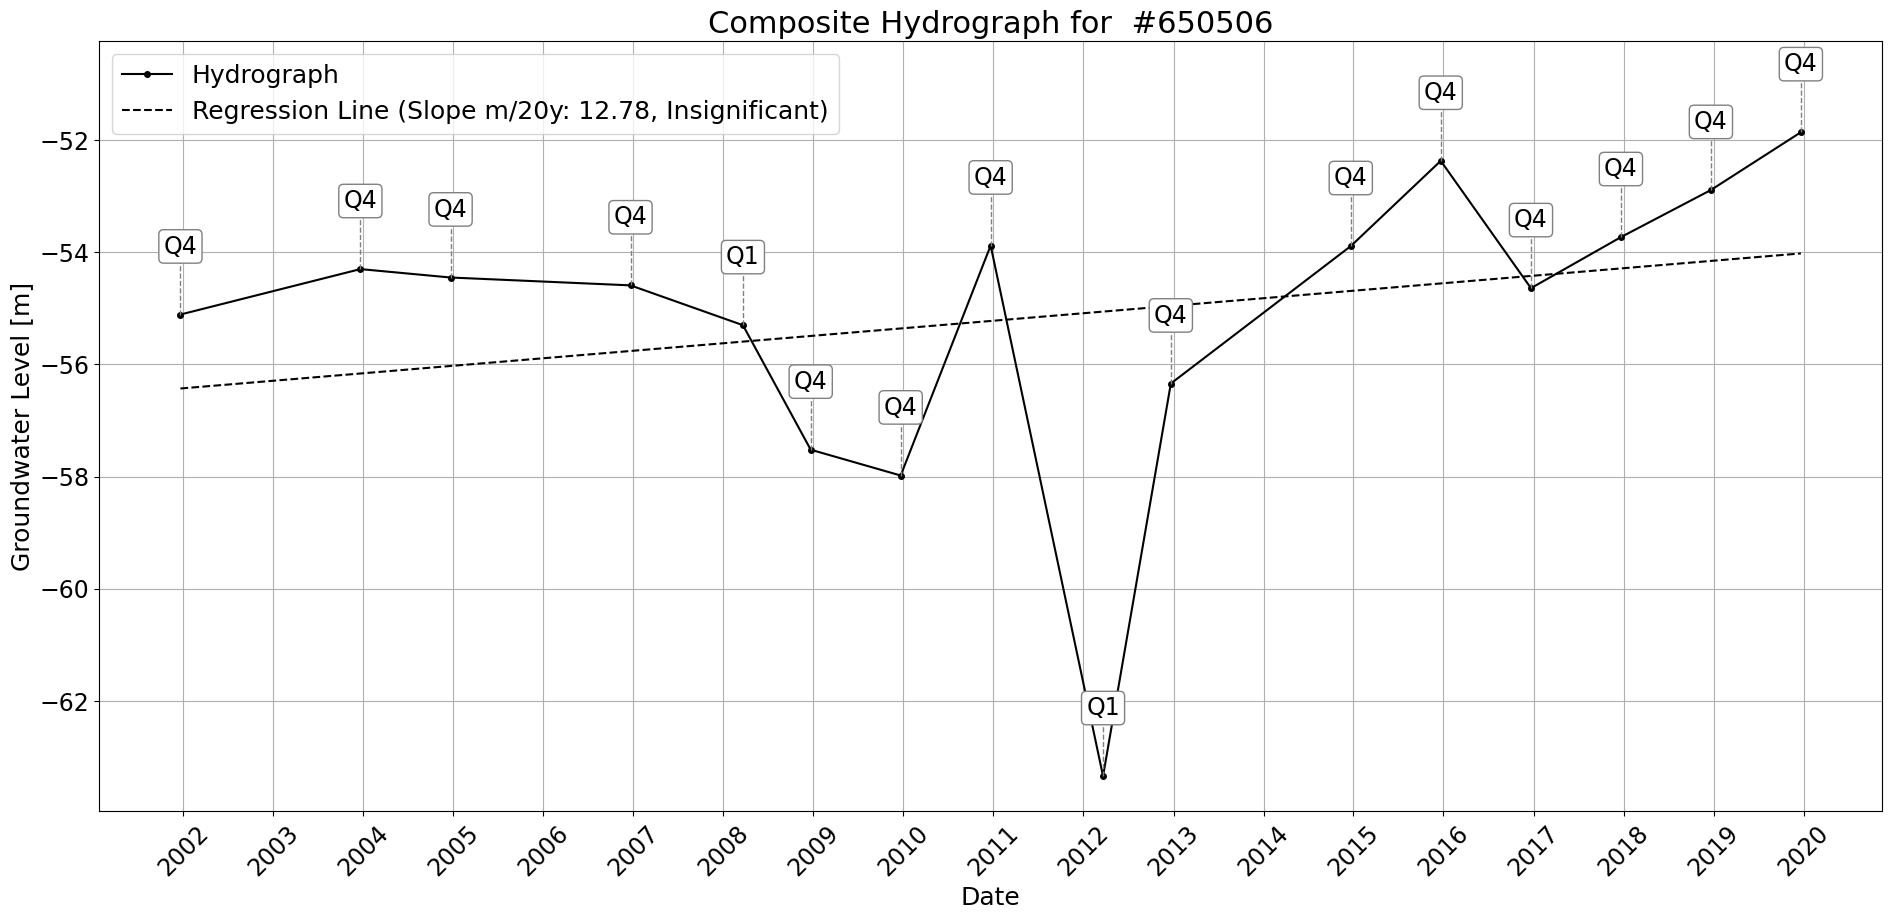 Composite Hydrograph for  #650506
Hydrograph
Regression Line (Slope m/20y: 12.78, Insignificant)
Groundwater Level [m]
−52
−54
−56
−58
−60
−62
Q4
Q4
Q4
Q4
Q1
Q4
Q4
Q4
Q1
Q4
Q4
Q4
Q4
Q4
Q4
Q4
2002
2003
2004
2005
2006
2007
2008
2009
2010
2011
2012
2013
2014
2015
2016
2017
2018
2019
2020
Date